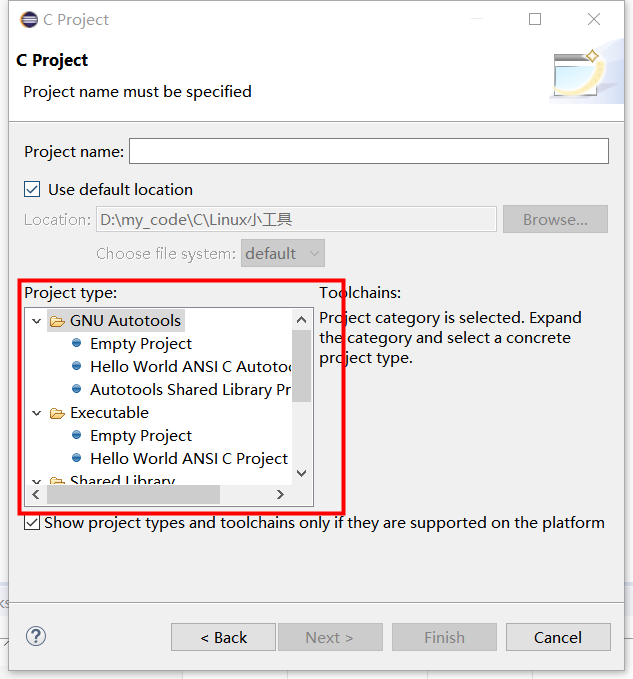 C Project
C Project
Project name must be specified
Project name:
Use default location
Location: D:\my_code\C\Linux小工具 Browse...
Choose file system: default
Project type: Toolchains:
GNU Autotools
Project category is selected. Expand
the category and select a concrete
project type.
Empty Project
Hello World ANSI C Autoto
Autotools Shared Library Pr
Executable
Empty Project
Hello World ANSI C Project
Shared Library
Show project types and toolchains only if they are supported on the platform
< Back Next > Finish Cancel